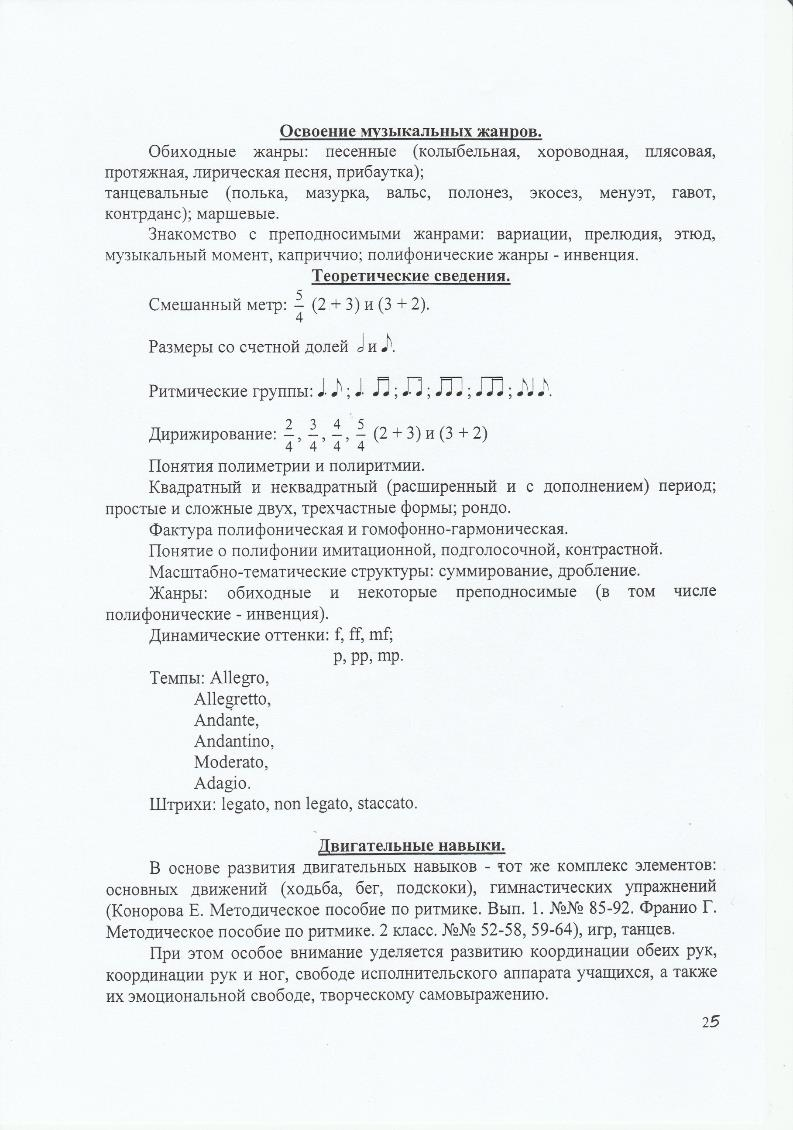 Освоение музыкальных жанров.
Обиходные жанры: песенные (колыбельная, хороводная, плясовая,
протяжная, лирическая песня, прибаутка);
танцевальные (полька, мазурка, вальс, полонез, экосез, менуэт, гавот,
контрданс); маршевые.
Знакомство с преподносимыми жанрами: вариации, прелюдия, этюд,
музыкальный момент, каприччио; полифонические жанры - инвенция.
Теоретические сведения.
Смешанный метр: 5/4 (2 + 3) и (3 + 2).
Размеры со счетной долей 𝅗𝅥 и ♪.
Ритмические группы:
Дирижирование: 2/4, 3/4, 4/4, 5/4 (2 + 3) и (3 + 2)
Понятия полиметрии и полиритмии.
Квадратный и неквадратный (расширенный и с дополнением) период;
простые и сложные двух, трехчастные формы; рондо.
Фактура полифоническая и гомофонно-гармоническая.
Понятие о полифонии имитационной, подголосочной, контрастной.
Масштабно-тематические структуры: суммирование, дробление.
Жанры: обиходные и некоторые преподносимые (в том числе
полифонические - инвенция).
Динамические оттенки: f, ff, mf;
p, pp, mp.
Темпы: Allegro,
Allegretto,
Andante,
Andantino,
Moderato,
Adagio.
Штрихи: legato, non legato, staccato.
Двигательные навыки.
В основе развития двигательных навыков - тот же комплекс элементов:
основных движений (ходьба, бег, подскоки), гимнастических упражнений
(Конорова Е. Методическое пособие по ритмике. Вып. 1. №№ 85-92. Франио Г.
Методическое пособие по ритмике. 2 класс. №№ 52-58, 59-64), игр, танцев.
При этом особое внимание уделяется развитию координации обеих рук,
координации рук и ног, свободе исполнительского аппарата учащихся, а также
их эмоциональной свободе, творческому самовыражению.
25